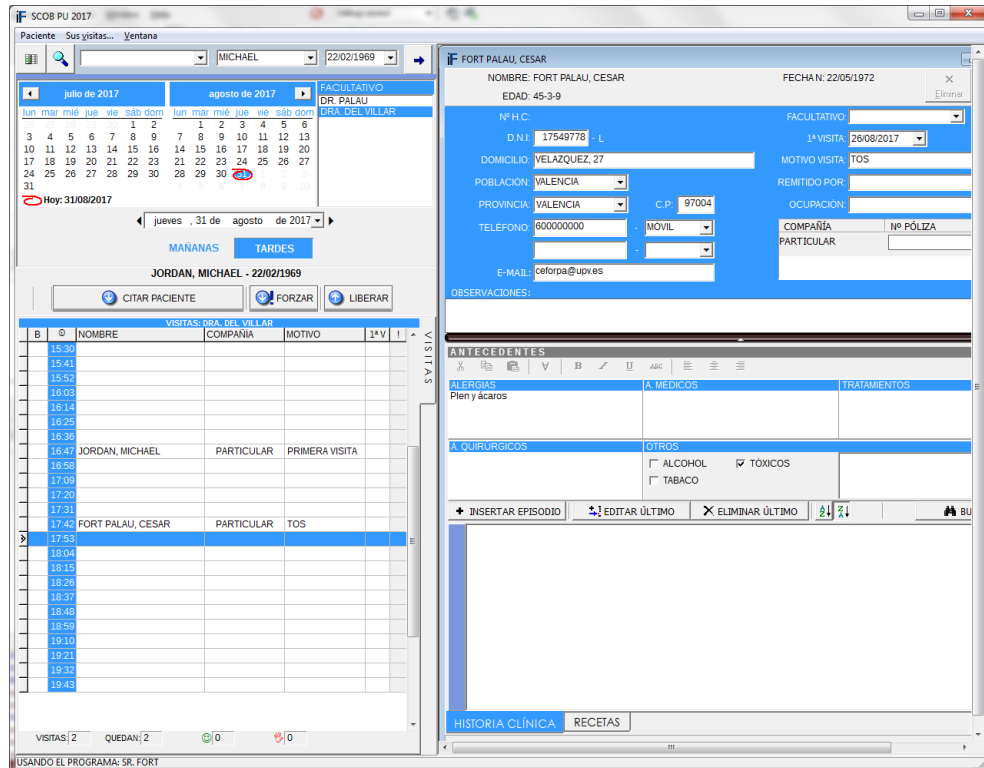 SCOB PU 2017
Paciente Sus visitas... Ventana
MICHAEL 22/02/1969
julio de 2017 agosto de 2017
lun mar mié jue vie sáb dom lun mar mié jue vie sáb dom
1 2 1 2 3 4 5 6
3 4 5 6 7 8 9 7 8 9 10 11 12 13
10 11 12 13 14 15 16 14 15 16 17 18 19 20
17 18 19 20 21 22 23 21 22 23 24 25 26 27
24 25 26 27 28 29 30 28 29 30 31 1 2 3
31 4 5 6 7 8 9 10
Hoy: 31/08/2017
FACULTATIVO
DR. PALAU
DRA. DEL VILLAR
jueves , 31 de agosto de 2017
MAÑANAS TARDES
JORDAN, MICHAEL - 22/02/1969
CITAR PACIENTE FORZAR LIBERAR
VISITAS: DRA. DEL VILLAR
B NOMBRE COMPAÑIA MOTIVO 1ª V !
15:30
15:41
15:52
16:03
16:14
16:25
16:36
16:47 JORDAN, MICHAEL PARTICULAR PRIMERA VISITA
16:58
17:09
17:20
17:31
17:42 FORT PALAU, CESAR PARTICULAR TOS
17:53
18:04
18:15
18:26
18:37
18:48
18:59
19:10
19:21
19:32
19:43
VISITAS
VISITAS: 2 QUEDAN: 2 0 0
USANDO EL PROGRAMA: SR. FORT
FORT PALAU, CESAR
NOMBRE: FORT PALAU, CESAR FECHA N: 22/05/1972
EDAD: 45-3-9 Eliminar
Nº H.C: FACULTATIVO:
D.N.I: 17549778 - L 1ª VISITA: 26/08/2017
DOMICILIO: VELAZQUEZ, 27 MOTIVO VISITA: TOS
POBLACIÓN: VALENCIA REMITIDO POR:
PROVINCIA: VALENCIA C.P: 97004 OCUPACIÓN:
TELÉFONO: 600000000 - MOVIL COMPAÑÍA Nº PÓLIZA
- PARTICULAR
E-MAIL: ceforpa@upv.es
OBSERVACIONES:
ANTECEDENTES
B I U ABC
ALERGIAS A. MÉDICOS TRATAMIENTOS
Plen y ácaros
A. QUIRÚRGICOS OTROS
ALCOHOL TÓXICOS
TABACO
INSERTAR EPISODIO EDITAR ÚLTIMO ELIMINAR ÚLTIMO BU
HISTORIA CLÍNICA RECETAS